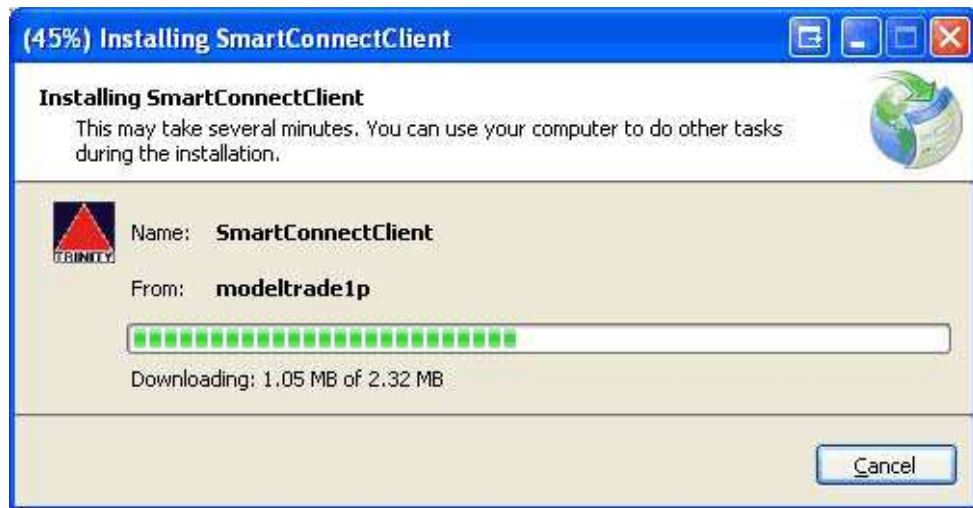 (45%) Installing SmartConnectClient
Installing SmartConnectClient
This may take several minutes. You can use your computer to do other tasks
during the installation.
TRINITY
Name: SmartConnectClient
From: modeltrade1p
Downloading: 1.05 MB of 2.32 MB
Cancel